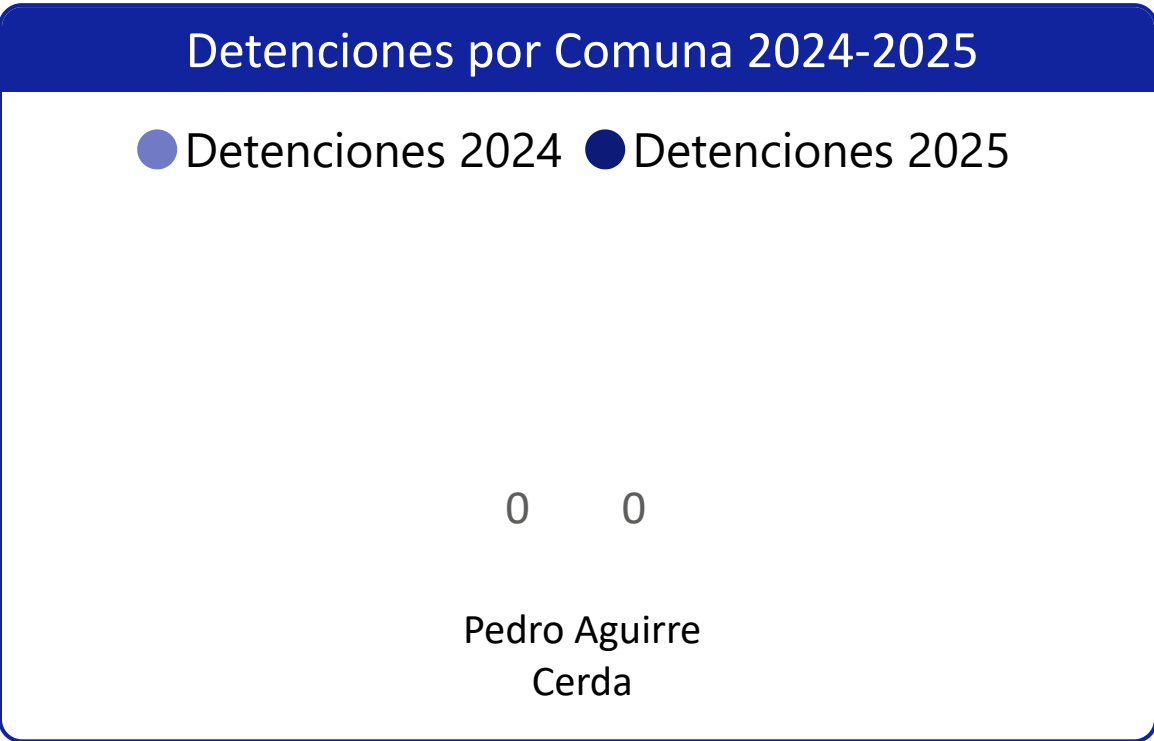 Detenciones por Comuna 2024-2025
Detenciones 2024 Detenciones 2025
0 0
Pedro Aguirre
Cerda